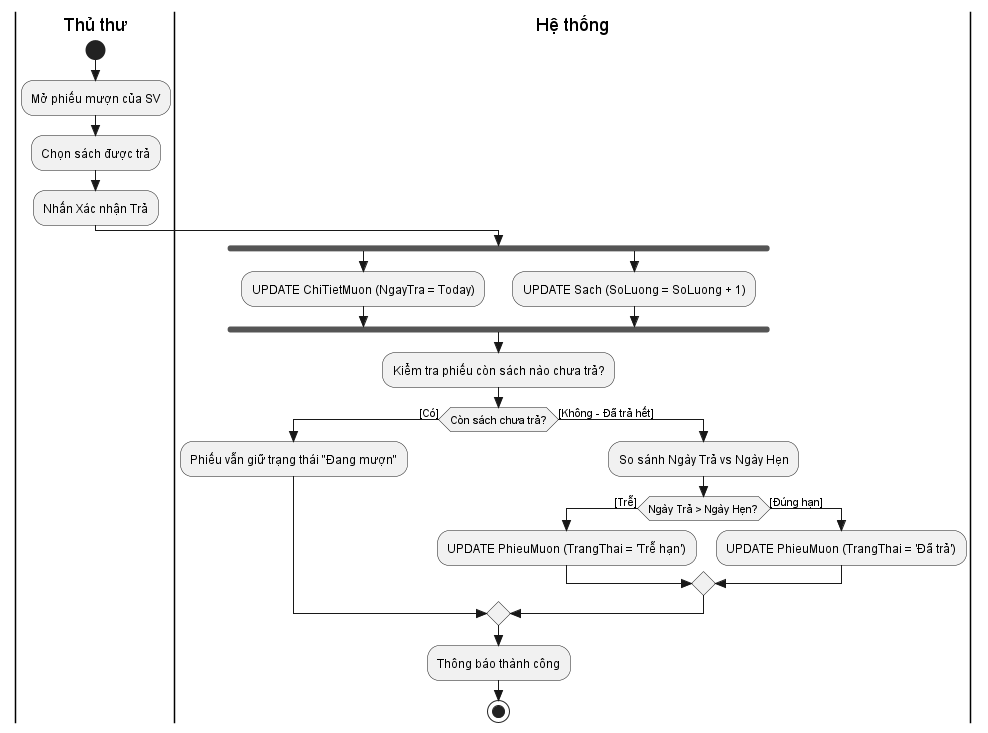 Thủ thư
Hệ thống
Mở phiếu mượn của SV
Chọn sách được trả
Nhấn Xác nhận Trả
UPDATE ChiTietMuon (NgayTra = Today)
UPDATE Sach (SoLuong = SoLuong + 1)
Kiểm tra phiếu còn sách nào chưa trả?
[Có]
Còn sách chưa trả?
[Không - Đã trả hết]
Phiếu vẫn giữ trạng thái "Đang mượn"
So sánh Ngày Trả vs Ngày Hẹn
[Trễ]
Ngày Trả > Ngày Hẹn?
[Đúng hạn]
UPDATE PhieuMuon (TrangThai = 'Trễ hạn')
UPDATE PhieuMuon (TrangThai = 'Đã trả')
Thông báo thành công